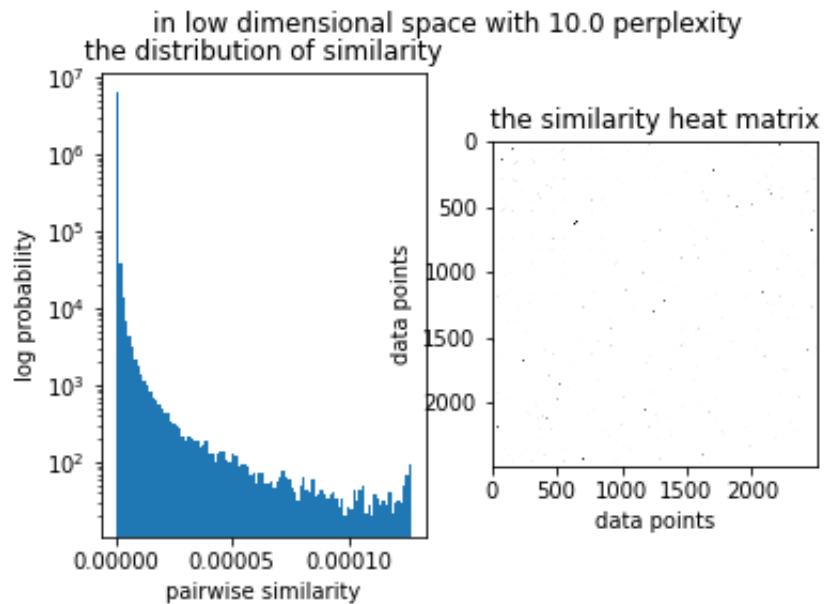 in low dimensional space with 10.0 perplexity
the distribution of similarity
10^7
10^6
10^5
10^4
10^3
10^2
log probability
0.00000 0.00005 0.00010
pairwise similarity
the similarity heat matrix
0
500
1000
1500
2000
data points
0 500 1000 1500 2000
data points